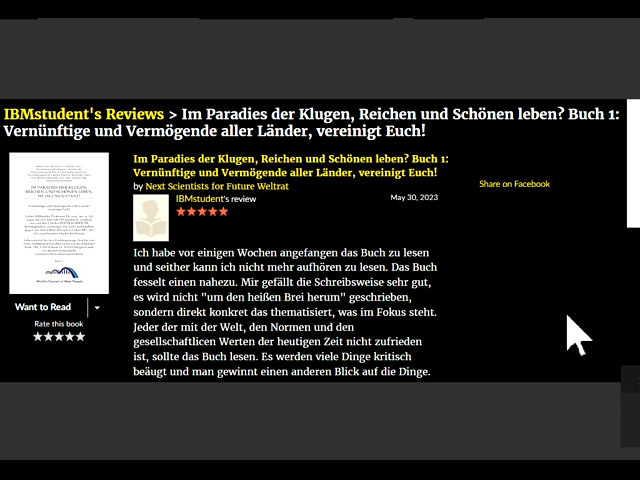 IBMstudent's Reviews > Im Paradies der Klugen, Reichen und Schönen leben? Buch 1:
Vernünftige und Vermögende aller Länder, vereinigt Euch!
Im Paradies der Klugen, Reichen und Schönen leben? Buch 1:
Vernünftige und Vermögende aller Länder, vereinigt Euch!
by Next Scientists for Future Weltrat
Share on Facebook
IBMstudent's review
May 30, 2023
IM PARADIES DER KLUGEN,
REICHEN UND SCHÖNEN LEBEN.
World's Council of Wise People
Want to Read
Rate this book
Ich habe vor einigen Wochen angefangen das Buch zu lesen
und seither kann ich nicht mehr aufhören zu lesen. Das Buch
fesselt einen nahezu. Mir gefällt die Schreibsweise sehr gut,
es wird nicht "um den heißen Brei herum" geschrieben,
sondern direkt konkret das thematisiert, was im Fokus steht.
Jeder der mit der Welt, den Normen und den
gesellschaftlicen Werten der heutigen Zeit nicht zufrieden
ist, sollte das Buch lesen. Es werden viele Dinge kritisch
beäugt und man gewinnt einen anderen Blick auf die Dinge.